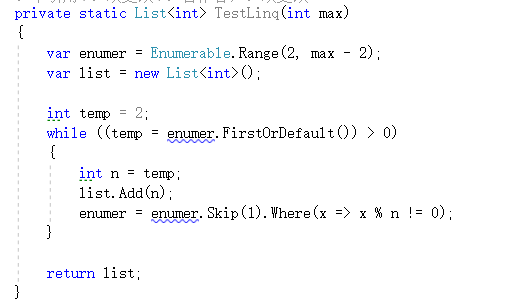 private static List<int> TestLinq(int max)
{
var enumer = Enumerable.Range(2, max - 2);
var list = new List<int>();
int temp = 2;
while ((temp = enumer.FirstOrDefault()) > 0)
{
int n = temp;
list.Add(n);
enumer = enumer.Skip(1).Where(x => x % n != 0);
}
return list;
}